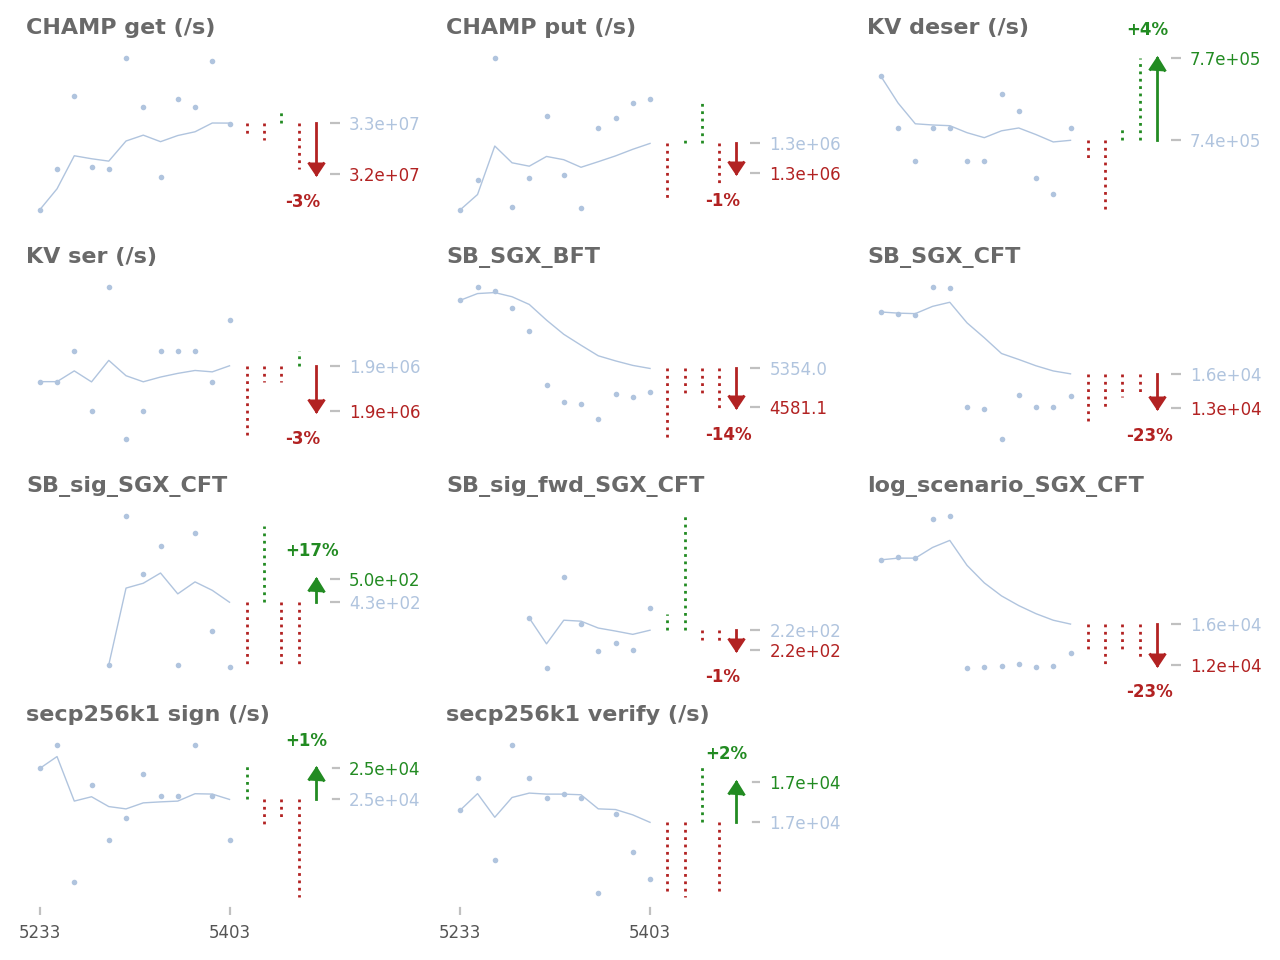 CHAMP get (/s)
3.3e+07
3.2e+07
-3%
CHAMP put (/s)
1.3e+06
1.3e+06
-1%
KV deser (/s)
+4%
7.7e+05
7.4e+05
KV ser (/s)
1.9e+06
1.9e+06
-3%
SB_SGX_BFT
5354.0
4581.1
-14%
SB_SGX_CFT
1.6e+04
1.3e+04
-23%
SB_sig_SGX_CFT
+17%
5.0e+02
4.3e+02
SB_sig_fwd_SGX_CFT
2.2e+02
2.2e+02
-1%
log_scenario_SGX_CFT
1.6e+04
1.2e+04
-23%
secp256k1 sign (/s)
+1%
2.5e+04
2.5e+04
5233
5403
secp256k1 verify (/s)
+2%
1.7e+04
1.7e+04
5233
5403